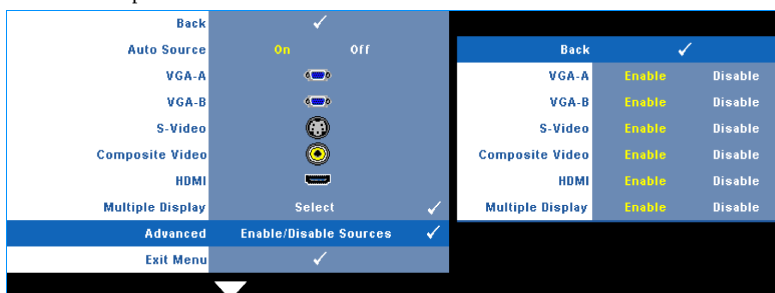 Back ✓
Auto Source On Off
VGA-A
VGA-B
S-Video
Composite Video
HDMI
Multiple Display Select ✓
Advanced Enable/Disable Sources ✓
Exit Menu ✓
Back ✓
VGA-A Enable Disable
VGA-B Enable Disable
S-Video Enable Disable
Composite Video Enable Disable
HDMI Enable Disable
Multiple Display Enable Disable